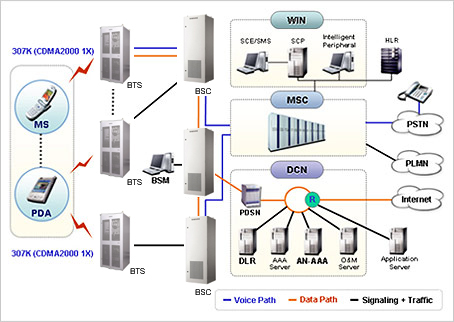 WIN
SCE/SMS
SCP
Intelligent
Peripheral
HLR
307K (CDMA2000 1X)
BTS
BSC
MS
MSC
PSTN
PLMN
BTS
BSM
PDA
DCN
PDSN
R
Internet
307K (CDMA2000 1X)
BTS
BSC
DLR
AAA
Server
AN-AAA
O&M
Server
Application
Server
Voice Path
Data Path
Signaling + Traffic